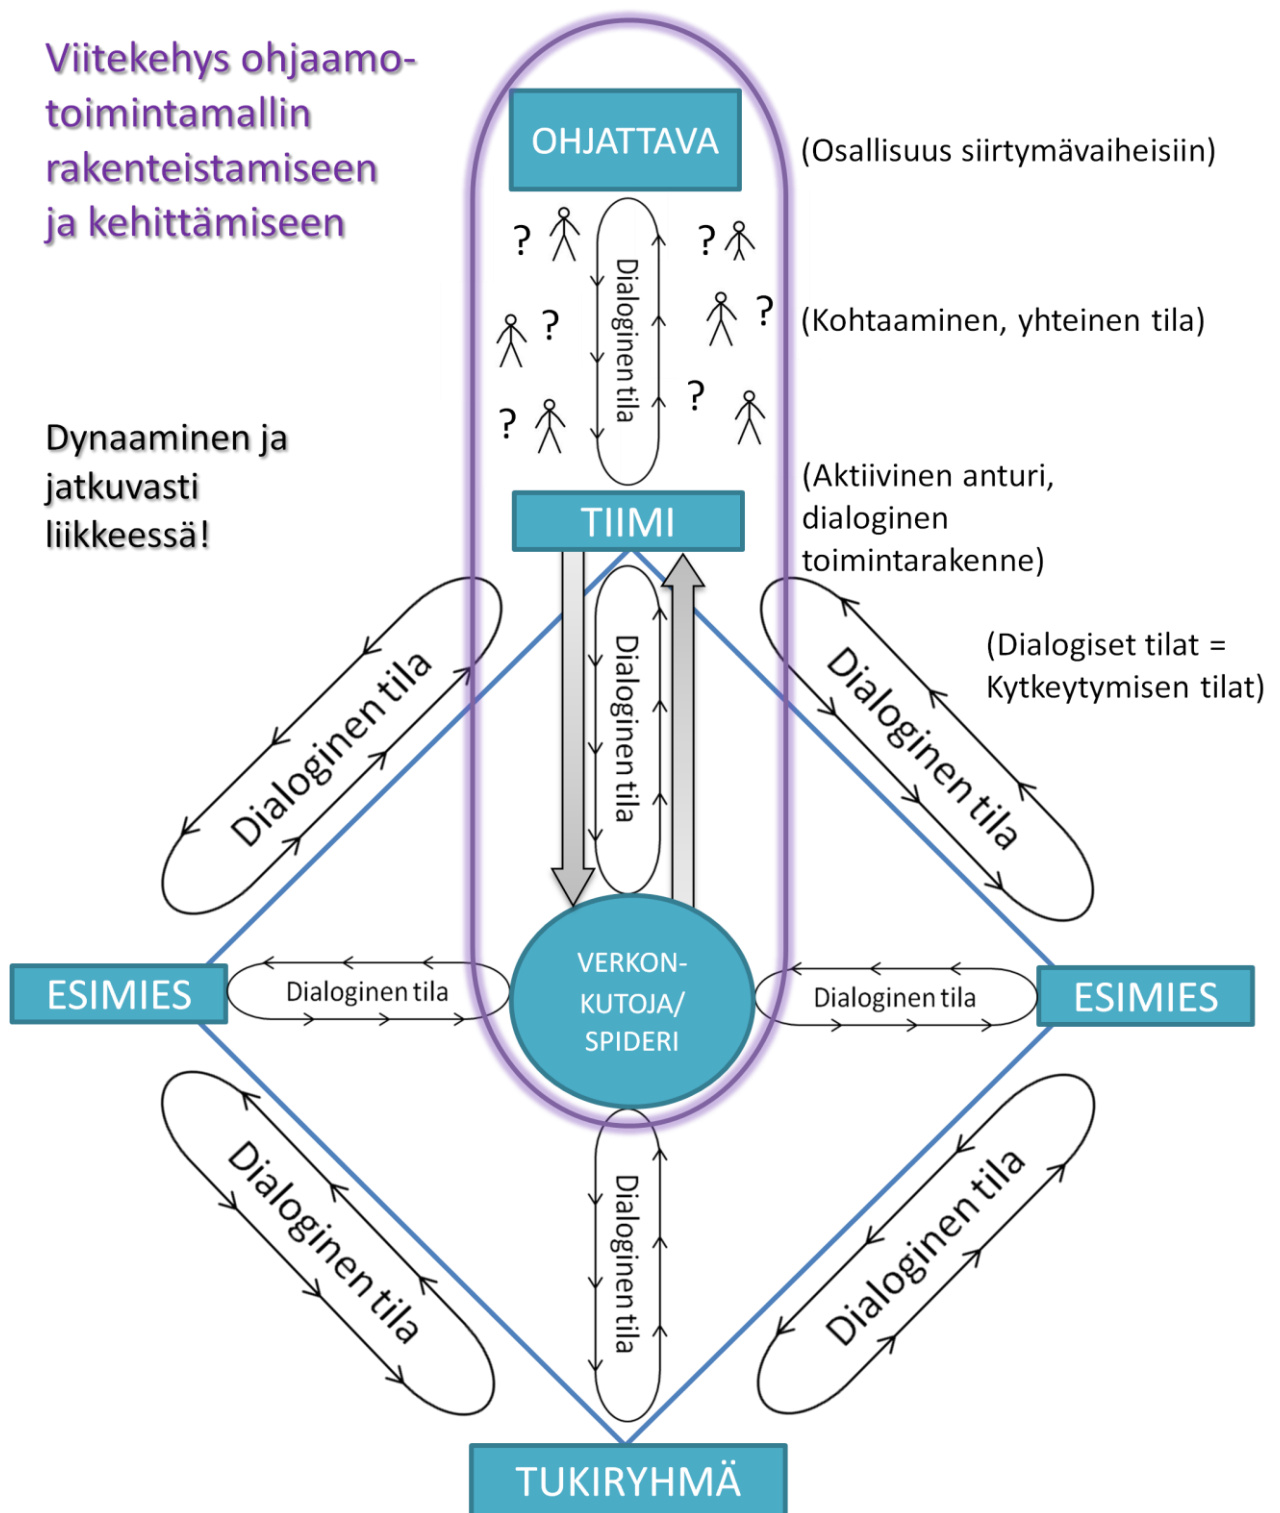 Viitekehys ohjaamo-
toimintamallin
rakenteistamiseen
ja kehittämiseen
OHJATTAVA
(Osallisuus siirtymävaiheisiin)
? ?
Dialoginen tila
? ?
(Kohtaaminen, yhteinen tila)
? ?
Dynaaminen ja
jatkuvasti
liikkeessä!
TIIMI
(Aktiivinen anturi,
dialoginen
toimintarakenne)
(Dialogiset tilat =
Kytkeytymisen tilat)
Dialoginen tila
Dialoginen tila
Dialoginen tila
ESIMIES
Dialoginen tila
VERKON-
KUTOJA/
SPIDERI
Dialoginen tila
ESIMIES
Dialoginen tila
Dialoginen tila
Dialoginen tila
TUKIRYHMÄ